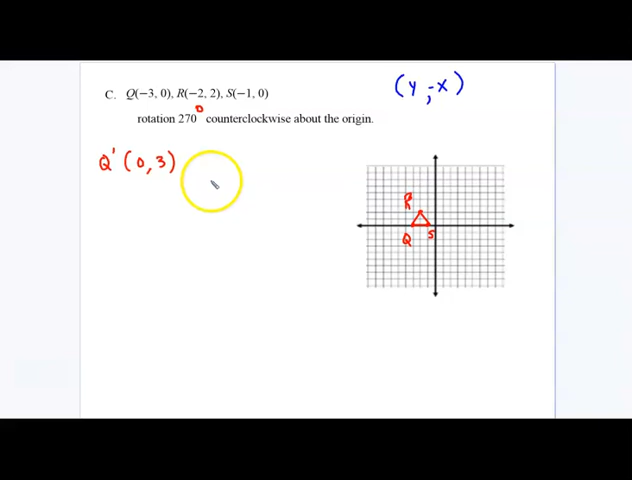 C. Q(−3, 0), R(−2, 2), S(−1, 0)
(y, -x)
rotation 270° counterclockwise about the origin.
Q' (0, 3)
R
Q
S